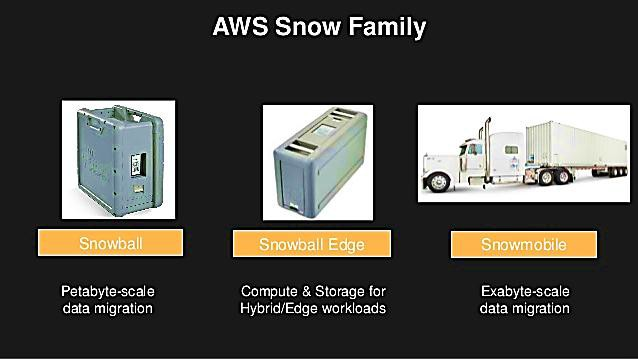 AWS Snow Family
Snowball
Snowball Edge
Snowmobile
Petabyte-scale
data migration
Compute & Storage for
Hybrid/Edge workloads
Exabyte-scale
data migration